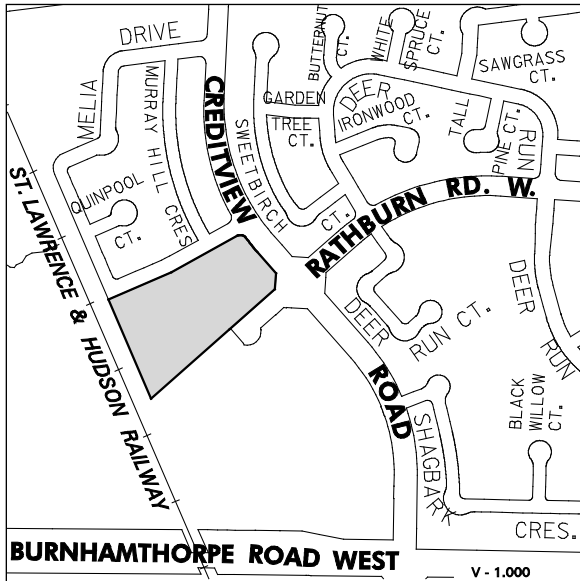 MELIA DRIVE
MURRAY HILL CRES
QUINPOOL
CT.
CREDITVIEW
SWEETBIRCH
CT.
GARDEN
TREE
CT.
BUTTERNUT
CT.
WHITE
SPRUCE
CT.
DEER
RUN
IRONWOOD
CT.
TALL
PINE CT.
SAWGRASS
CT.
RATHBURN RD. W.
DEER
RUN CT.
DEER
RUN
ROAD
BLACK
WILLOW
CT.
SHAGBARK
CRES.
ST. LAWRENCE & HUDSON RAILWAY
BURNHAMTHORPE ROAD WEST
V - 1.000